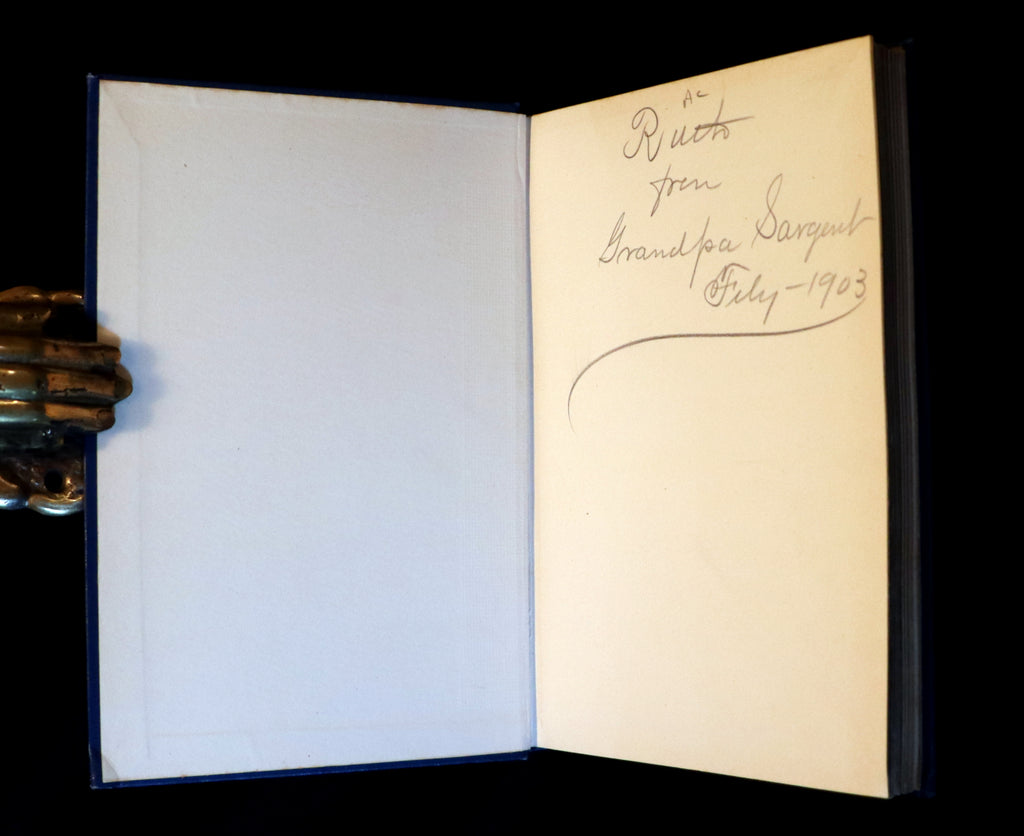 Ac
Ruth
from
Grandpa Sargent
Feby - 1903